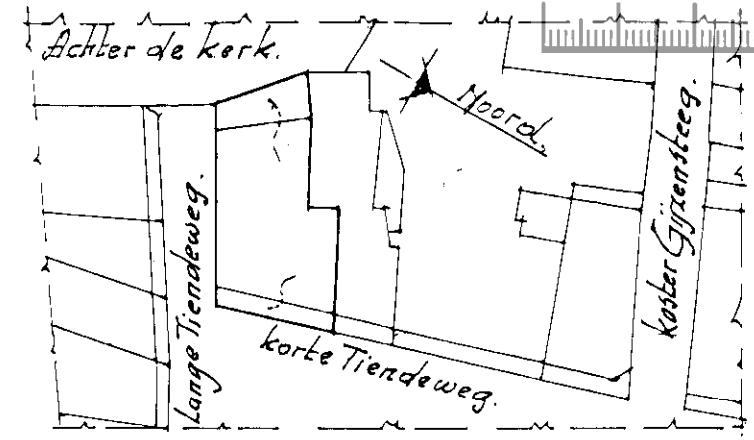 Achter de kerk.
Noord.
Lange Tiendeweg.
korte Tiendeweg.
koster Gijzensteeg.